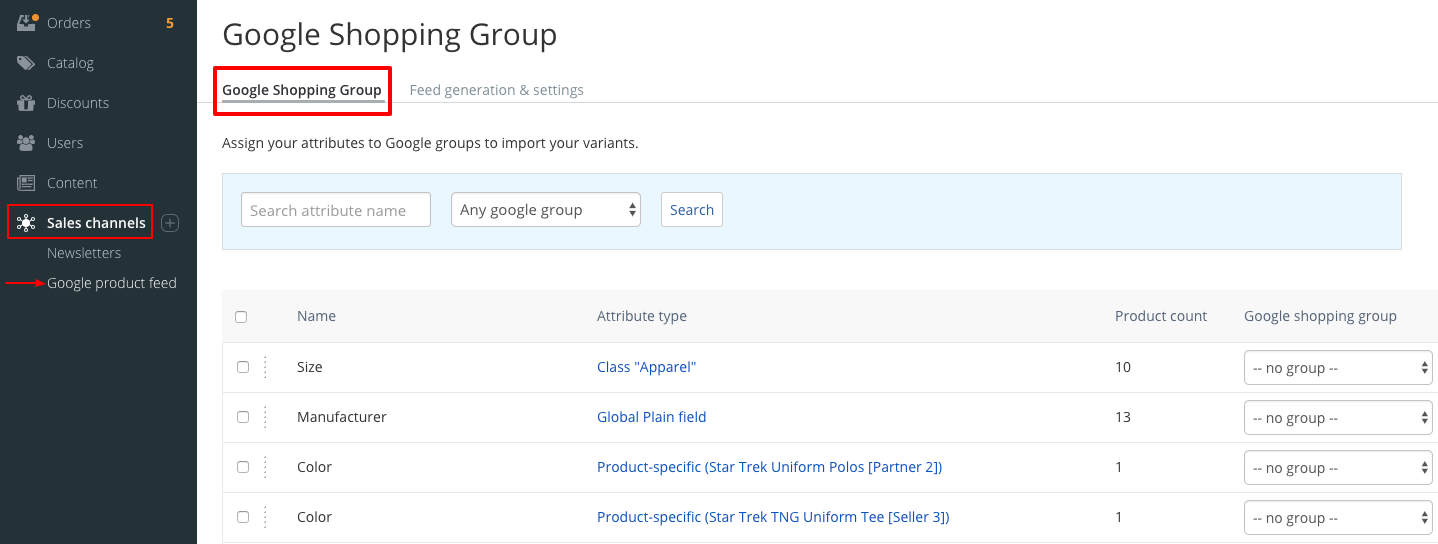 Orders 5
Catalog
Discounts
Users
Content
Sales channels
Newsletters
Google product feed
Google Shopping Group
Google Shopping Group Feed generation & settings
Assign your attributes to Google groups to import your variants.
Search attribute name Any google group Search
Name Attribute type Product count Google shopping group
Size Class "Apparel" 10 -- no group --
Manufacturer Global Plain field 13 -- no group --
Color Product-specific (Star Trek Uniform Polos [Partner 2]) 1 -- no group --
Color Product-specific (Star Trek TNG Uniform Tee [Seller 3]) 1 -- no group --